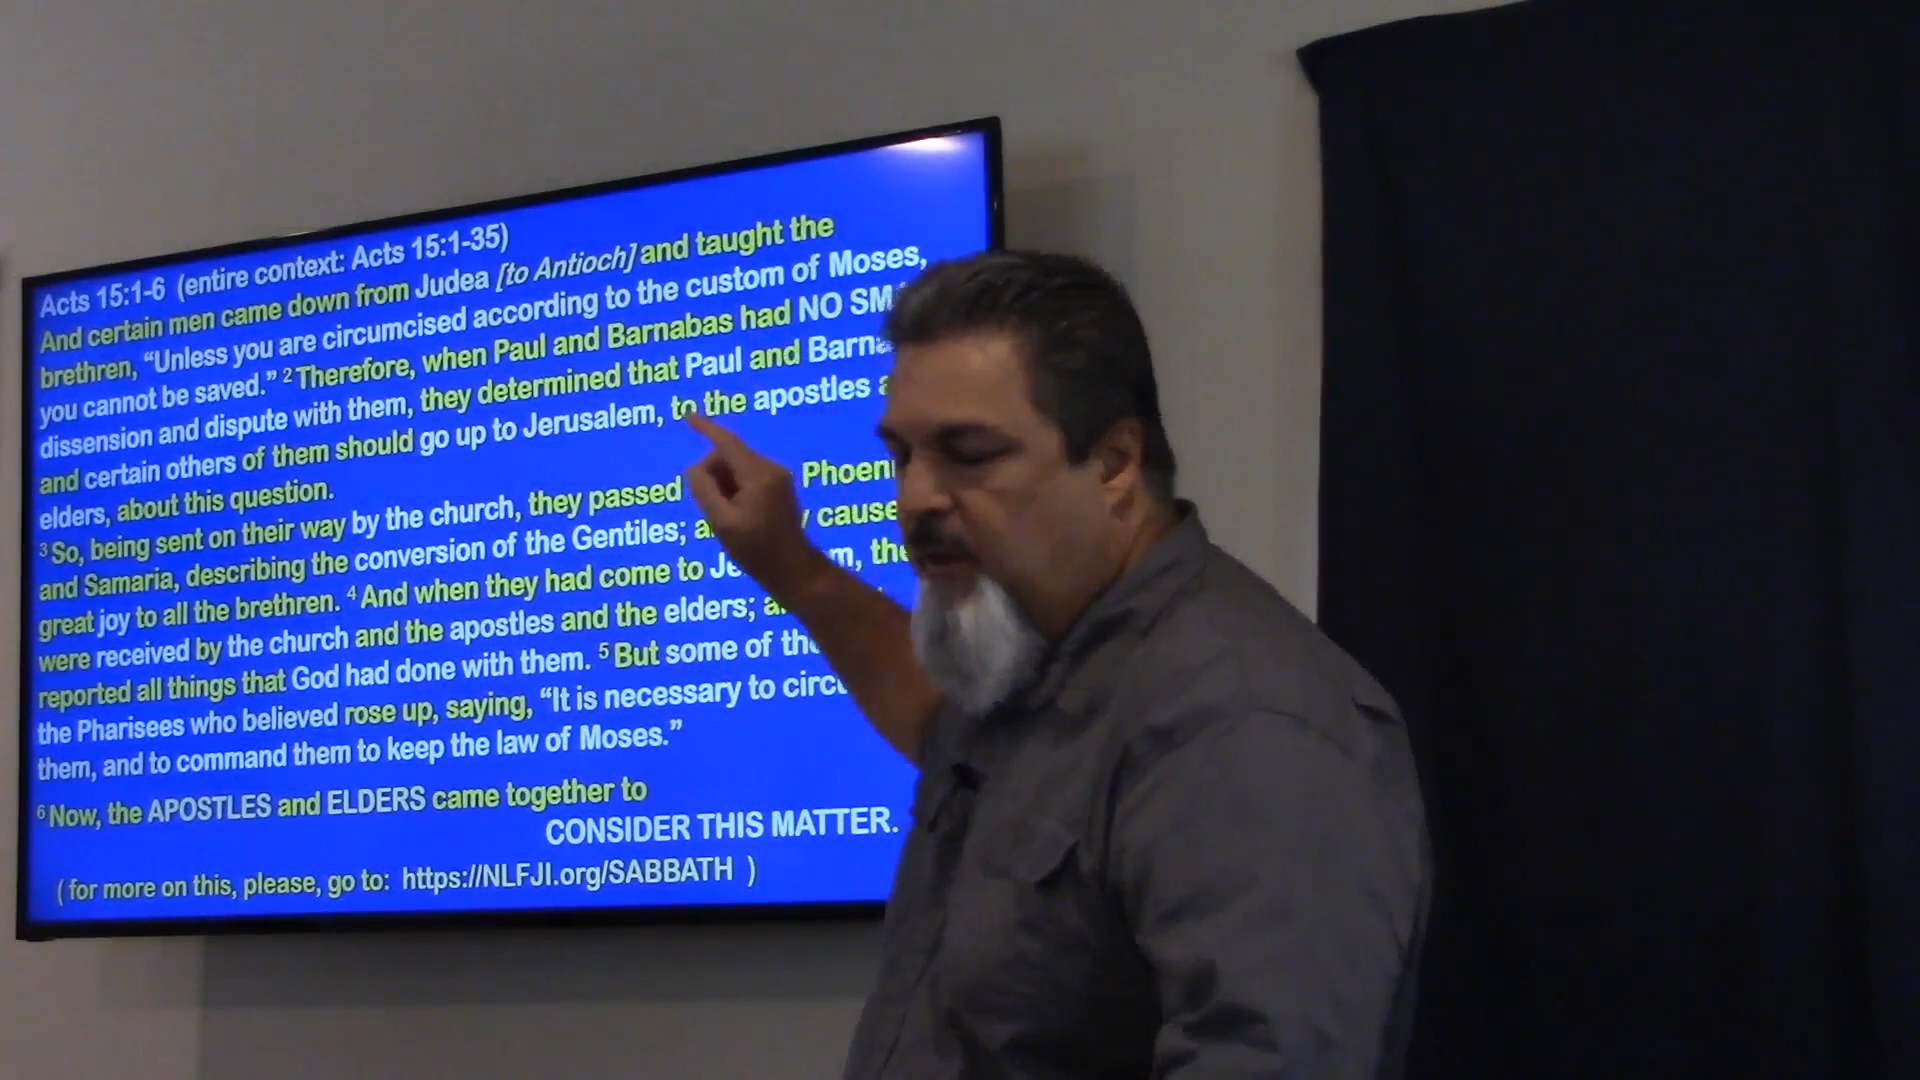 Acts 15:1-6 (entire context: Acts 15:1-35)
And certain men came down from Judea [to Antioch] and taught the
brethren, “Unless you are circumcised according to the custom of Moses,
you cannot be saved.” 2 Therefore, when Paul and Barnabas had NO
dissension and dispute with them, they determined that Paul and
and certain others of them should go up to Jerusalem, to the apostles
elders, about this question.
3 So, being sent on their way by the church, they passed
and Samaria, describing the conversion of the Gentiles;
great joy to all the brethren. 4 And when they had come to
were received by the church and the apostles and the elders;
reported all things that God had done with them. 5 But some of
the Pharisees who believed rose up, saying, “It is necessary to
them, and to command them to keep the law of Moses.”
6 Now, the APOSTLES and ELDERS came together to
CONSIDER THIS MATTER.
( for more on this, please, go to: https://NLFJI.org/SABBATH )